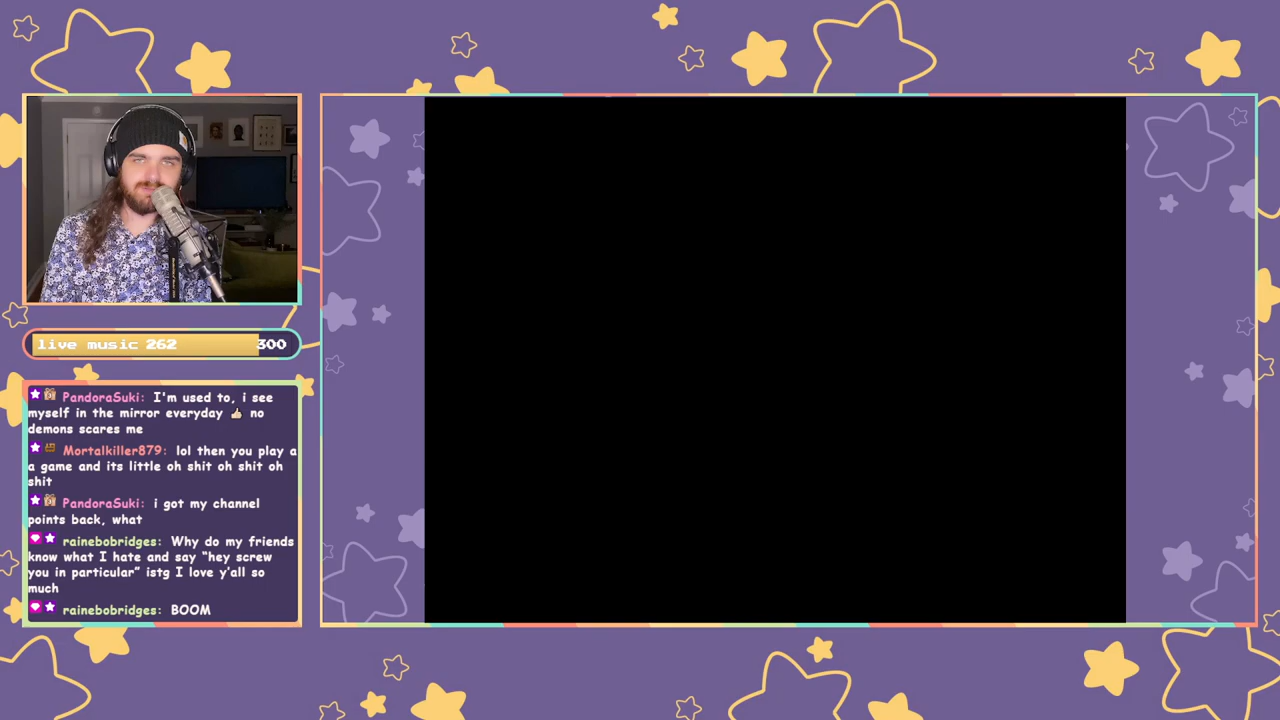 live music 262 300
PandoraSuki: I'm used to, i see
myself in the mirror everyday 👍🏻 no
demons scares me
Mortalkiller879: lol then you play a
a game and its little oh shit oh shit oh
shit
PandoraSuki: i got my channel
points back, what
rainebobridges: Why do my friends
know what I hate and say “hey screw
you in particular” istg I love y'all so
much
rainebobridges: BOOM